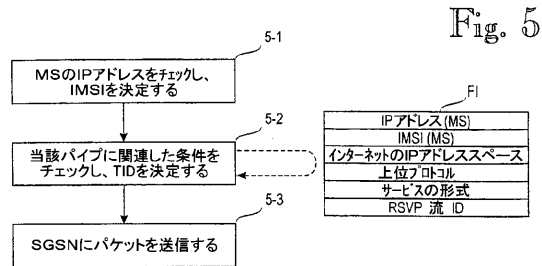 Fig. 5
5-1
MSのIPアドレスをチェックし、
IMSIを決定する
5-2
当該パイプに関連した条件を
チェックし、TIDを決定する
5-3
SGSNにパケットを送信する
FI
IPアドレス(MS)
IMSI(MS)
インターネットのIPアドレススペース
上位プロトコル
サービスの形式
RSVP 流 ID